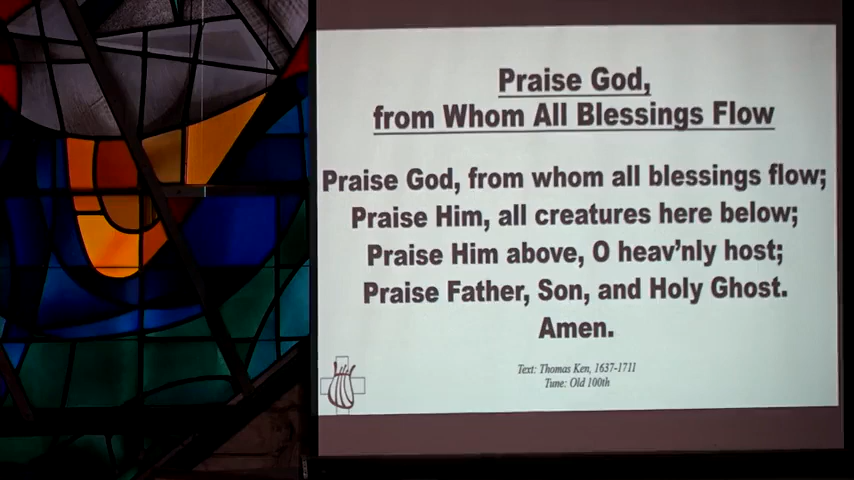 Praise God,
from Whom All Blessings Flow
Praise God, from whom all blessings flow;
Praise Him, all creatures here below;
Praise Him above, O heav’nly host;
Praise Father, Son, and Holy Ghost.
Amen.
Text: Thomas Ken, 1637-1711
Tune: Old 100th